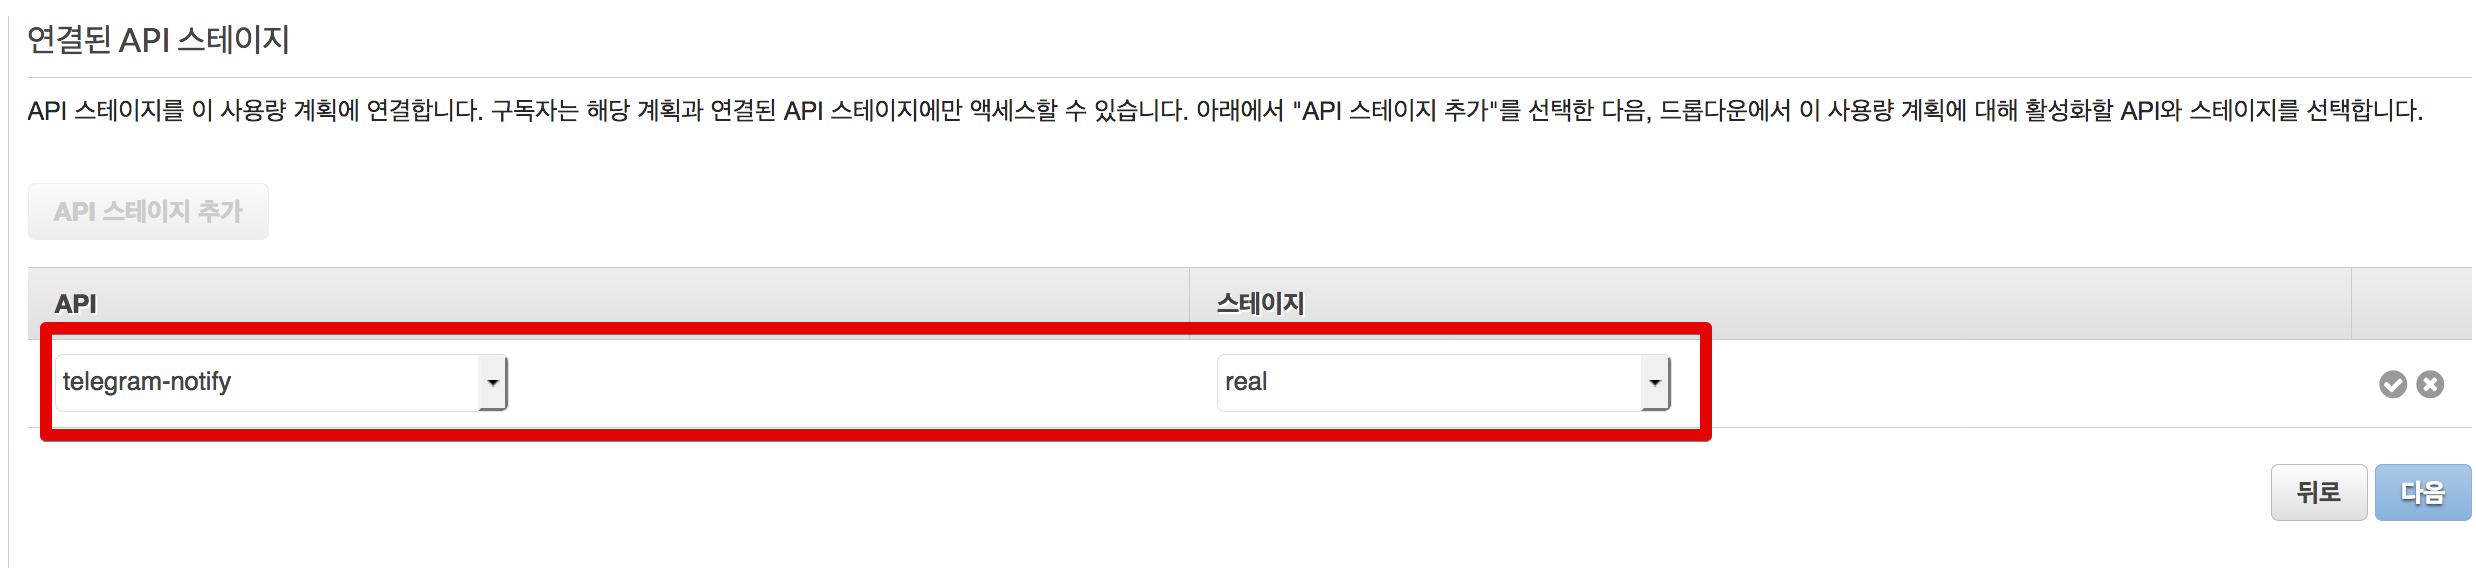 연결된 API 스테이지
API 스테이지를 이 사용량 계획에 연결합니다. 구독자는 해당 계획과 연결된 API 스테이지에만 액세스할 수 있습니다. 아래에서 "API 스테이지 추가"를 선택한 다음, 드롭다운에서 이 사용량 계획에 대해 활성화할 API와 스테이지를 선택합니다.
API 스테이지 추가
API 스테이지
telegram-notify real
뒤로 다음